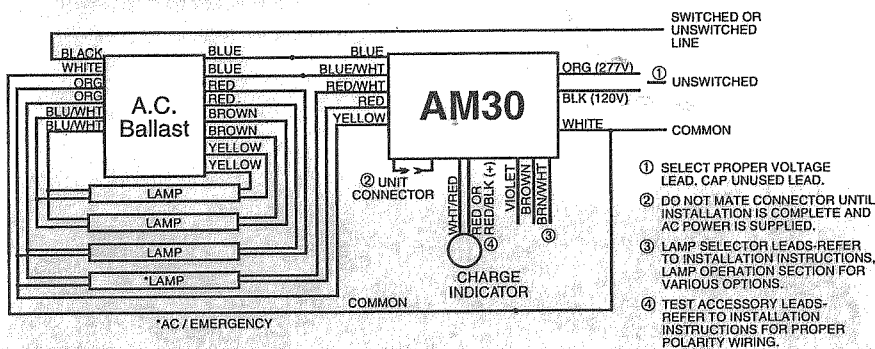 SWITCHED OR
UNSWITCHED
LINE
BLACK
WHITE
ORG
ORG
BLU/WHT
BLU/WHT
A.C.
Ballast
BLUE
BLUE
RED
RED
BROWN
BROWN
YELLOW
YELLOW
BLUE
BLUE/WHT
RED/WHT
RED
YELLOW
AM30
ORG (277V)
① UNSWITCHED
BLK (120V)
WHITE
COMMON
② UNIT
CONNECTOR
WHT/RED
RED OR
RED/BLK (+)
④
VIOLET
BROWN
BRN/WHT
③
CHARGE
INDICATOR
LAMP
LAMP
LAMP
*LAMP
COMMON
*AC / EMERGENCY
① SELECT PROPER VOLTAGE
LEAD. CAP UNUSED LEAD.
② DO NOT MATE CONNECTOR UNTIL
INSTALLATION IS COMPLETE AND
AC POWER IS SUPPLIED.
③ LAMP SELECTOR LEADS-REFER
TO INSTALLATION INSTRUCTIONS,
LAMP OPERATION SECTION FOR
VARIOUS OPTIONS.
④ TEST ACCESSORY LEADS-
REFER TO INSTALLATION
INSTRUCTIONS FOR PROPER
POLARITY WIRING.